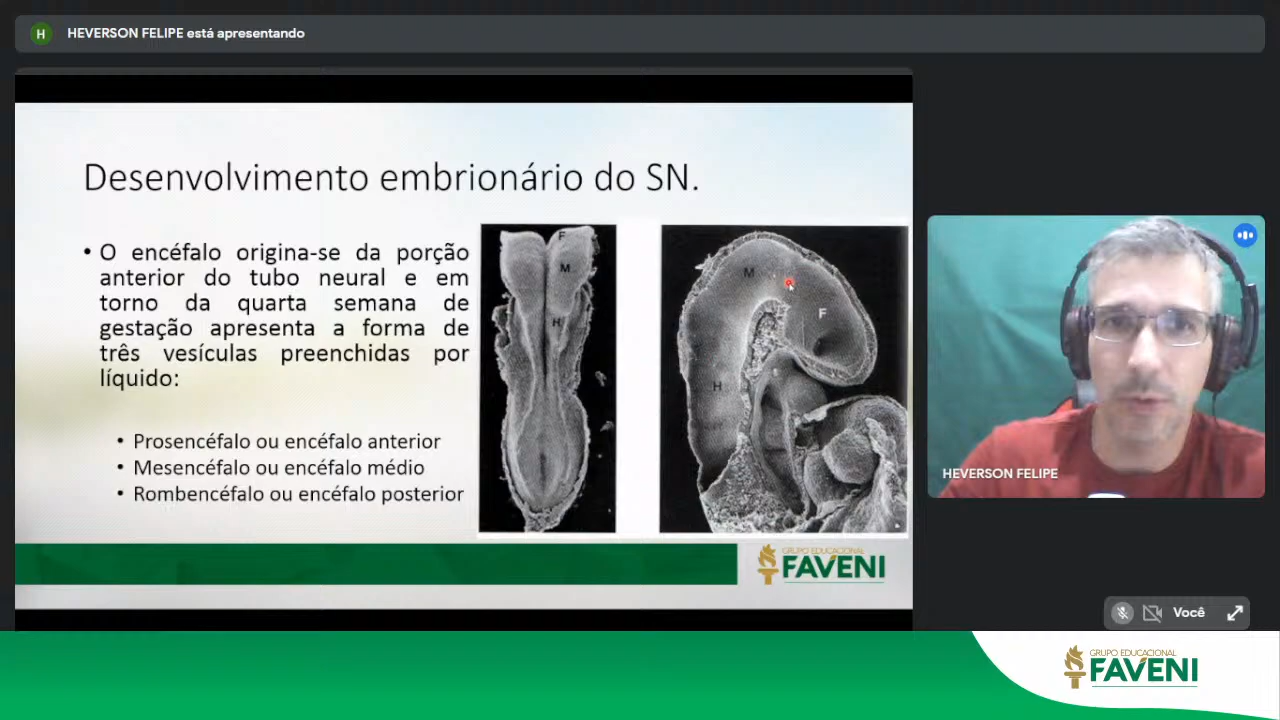 H
HEVERSON FELIPE está apresentando
Desenvolvimento embrionário do SN.
• O encéfalo origina-se da porção
anterior do tubo neural e em
torno da quarta semana de
gestação apresenta a forma de
três vesículas preenchidas por
líquido:
• Prosencéfalo ou encéfalo anterior
• Mesencéfalo ou encéfalo médio
• Rombencéfalo ou encéfalo posterior
F
M
H
M
F
H
GRUPO EDUCACIONAL
FAVENI
HEVERSON FELIPE
Você
GRUPO EDUCACIONAL
FAVENI